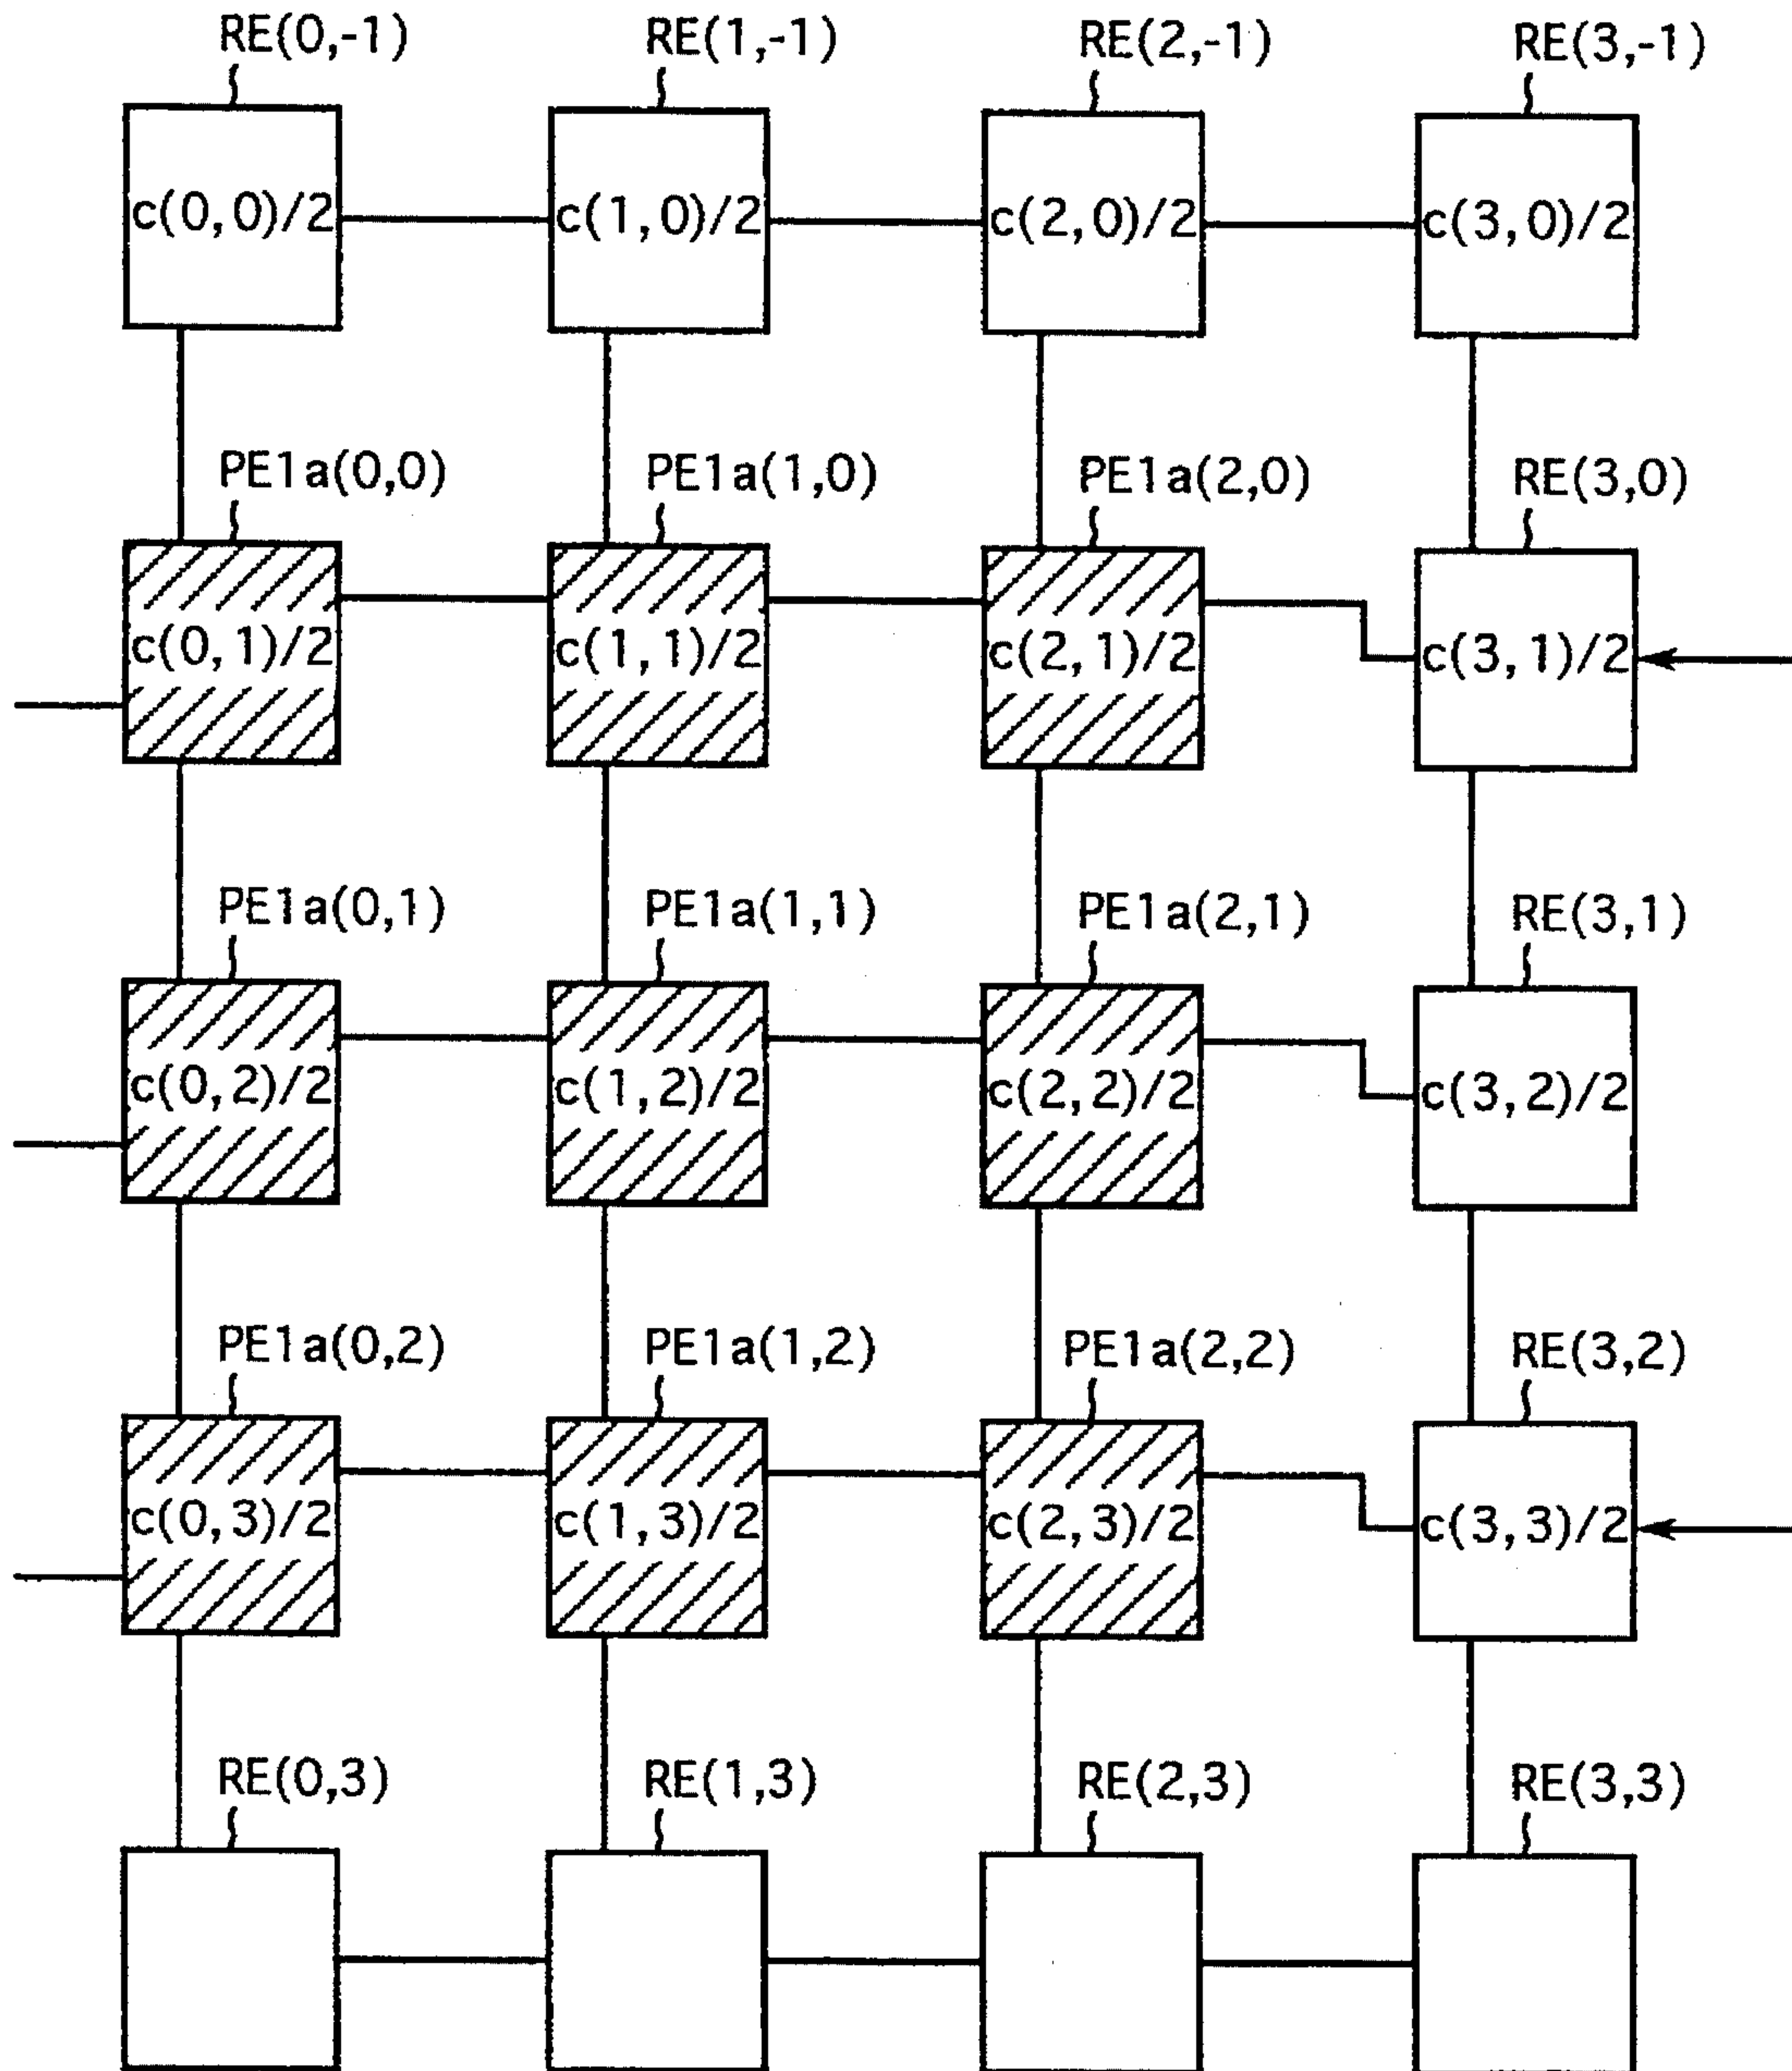 RE(0,-1) RE(1,-1) RE(2,-1) RE(3,-1)
c(0,0)/2 c(1,0)/2 c(2,0)/2 c(3,0)/2
PE1a(0,0) PE1a(1,0) PE1a(2,0) RE(3,0)
c(0,1)/2 c(1,1)/2 c(2,1)/2 c(3,1)/2
PE1a(0,1) PE1a(1,1) PE1a(2,1) RE(3,1)
c(0,2)/2 c(1,2)/2 c(2,2)/2 c(3,2)/2
PE1a(0,2) PE1a(1,2) PE1a(2,2) RE(3,2)
c(0,3)/2 c(1,3)/2 c(2,3)/2 c(3,3)/2
RE(0,3) RE(1,3) RE(2,3) RE(3,3)